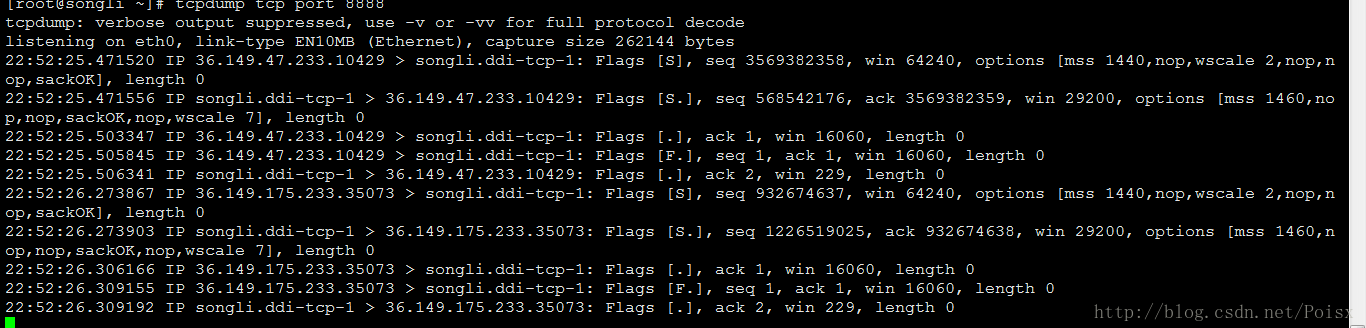 [root@songli ~]# tcpdump tcp port 8888
tcpdump: verbose output suppressed, use -v or -vv for full protocol decode
listening on eth0, link-type EN10MB (Ethernet), capture size 262144 bytes
22:52:25.471520 IP 36.149.47.233.10429 > songli.ddi-tcp-1: Flags [S], seq 3569382358, win 64240, options [mss 1440,nop,wscale 2,nop,n
op,sackOK], length 0
22:52:25.471556 IP songli.ddi-tcp-1 > 36.149.47.233.10429: Flags [S.], seq 568542176, ack 3569382359, win 29200, options [mss 1460,no
p,nop,sackOK,nop,wscale 7], length 0
22:52:25.503347 IP 36.149.47.233.10429 > songli.ddi-tcp-1: Flags [.], ack 1, win 16060, length 0
22:52:25.505845 IP 36.149.47.233.10429 > songli.ddi-tcp-1: Flags [F.], seq 1, ack 1, win 16060, length 0
22:52:25.506341 IP songli.ddi-tcp-1 > 36.149.47.233.10429: Flags [.], ack 2, win 229, length 0
22:52:26.273867 IP 36.149.175.233.35073 > songli.ddi-tcp-1: Flags [S], seq 932674637, win 64240, options [mss 1440,nop,wscale 2,nop,n
op,sackOK], length 0
22:52:26.273903 IP songli.ddi-tcp-1 > 36.149.175.233.35073: Flags [S.], seq 1226519025, ack 932674638, win 29200, options [mss 1460,n
op,nop,sackOK,nop,wscale 7], length 0
22:52:26.306166 IP 36.149.175.233.35073 > songli.ddi-tcp-1: Flags [.], ack 1, win 16060, length 0
22:52:26.309155 IP 36.149.175.233.35073 > songli.ddi-tcp-1: Flags [F.], seq 1, ack 1, win 16060, length 0
22:52:26.309192 IP songli.ddi-tcp-1 > 36.149.175.233.35073: Flags [.], ack 2, win 229, length 0
http://blog.csdn.net/Poisx